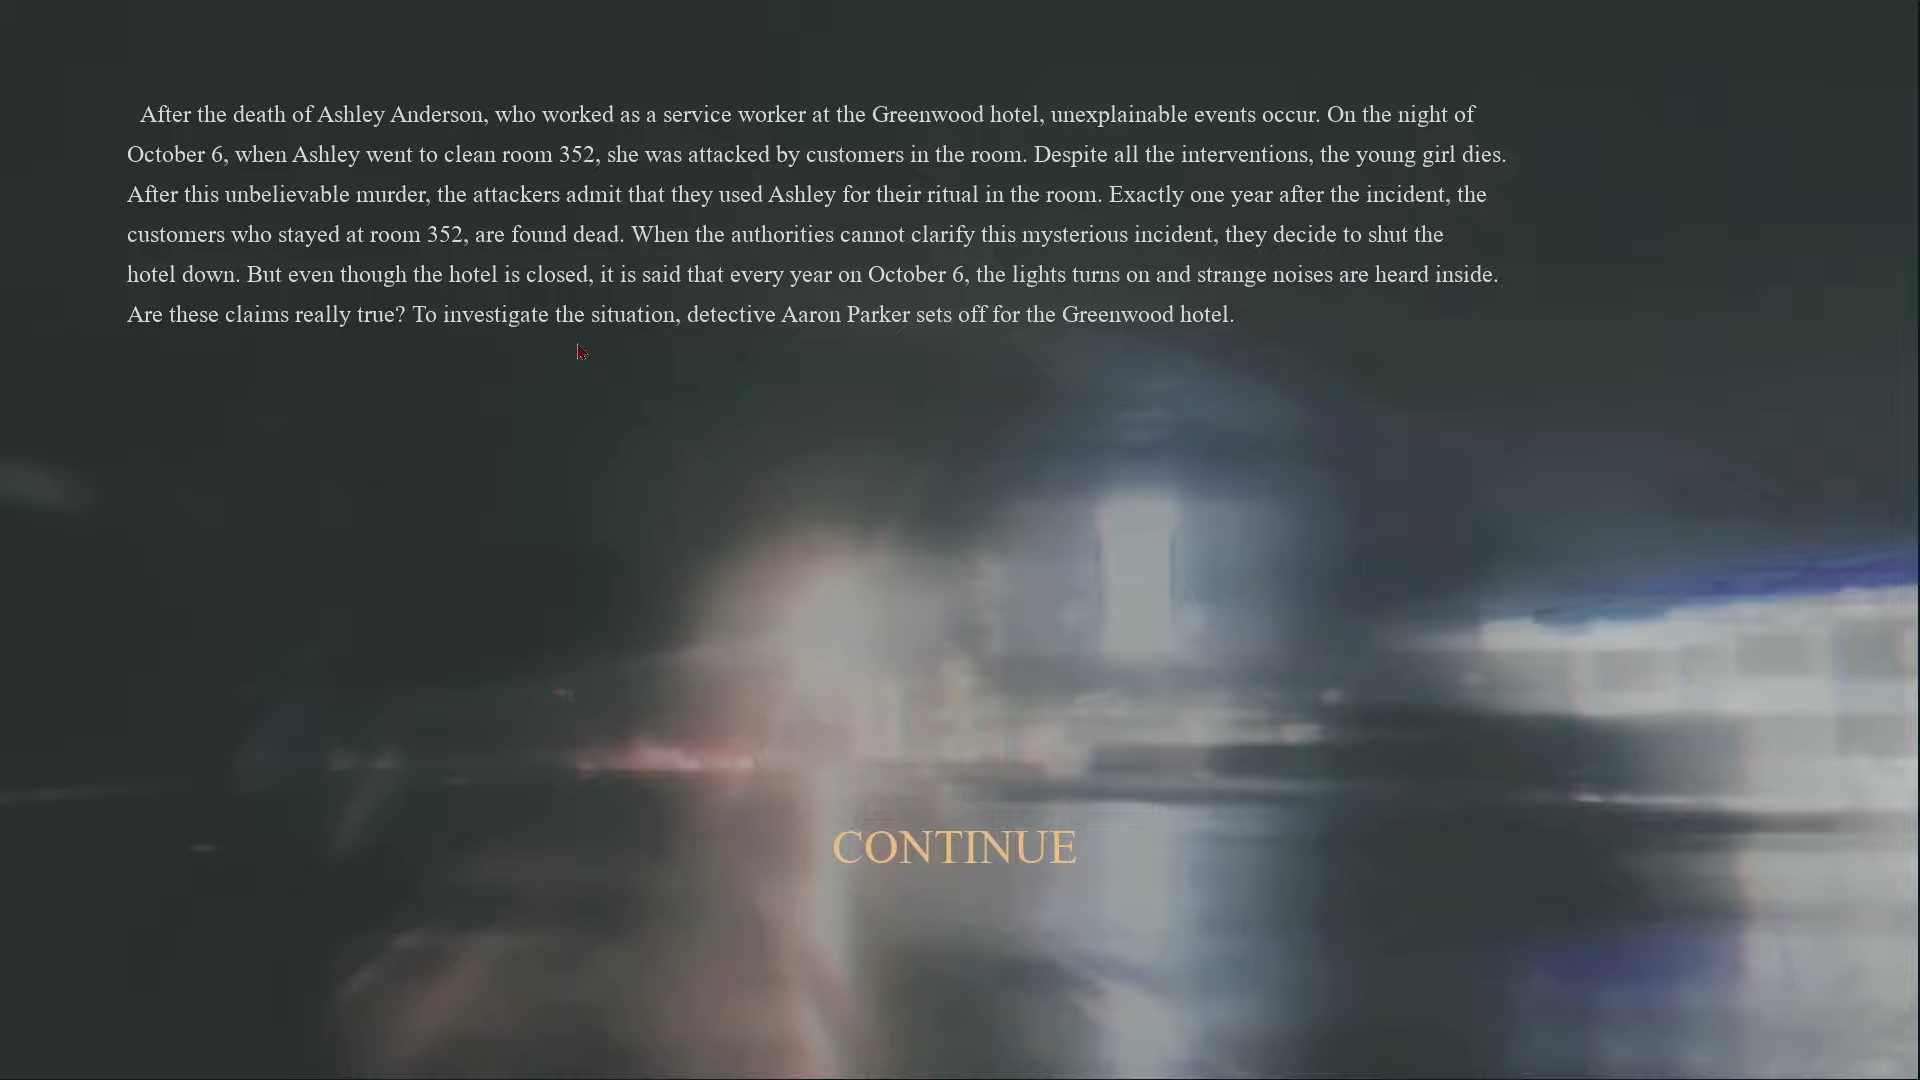 After the death of Ashley Anderson, who worked as a service worker at the Greenwood hotel, unexplainable events occur. On the night of
October 6, when Ashley went to clean room 352, she was attacked by customers in the room. Despite all the interventions, the young girl dies.
After this unbelievable murder, the attackers admit that they used Ashley for their ritual in the room. Exactly one year after the incident, the
customers who stayed at room 352, are found dead. When the authorities cannot clarify this mysterious incident, they decide to shut the
hotel down. But even though the hotel is closed, it is said that every year on October 6, the lights turns on and strange noises are heard inside.
Are these claims really true? To investigate the situation, detective Aaron Parker sets off for the Greenwood hotel.
CONTINUE